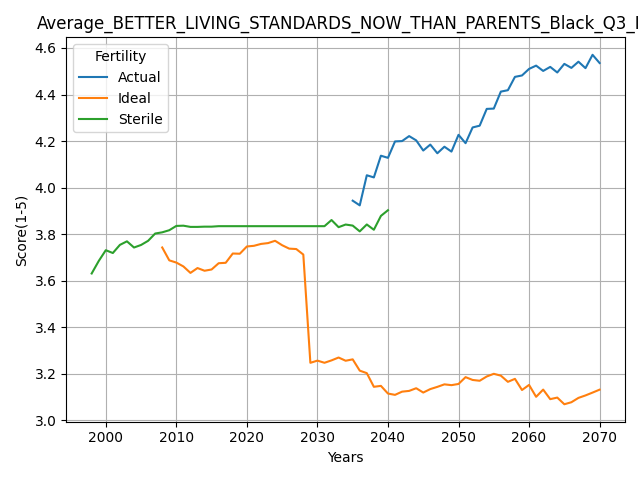 Average_BETTER_LIVING_STANDARDS_NOW_THAN_PARENTS_Black_Q3_
Fertility
Actual
Ideal
Sterile
Score(1-5)
4.6
4.4
4.2
4.0
3.8
3.6
3.4
3.2
3.0
2000 2010 2020 2030 2040 2050 2060 2070
Years